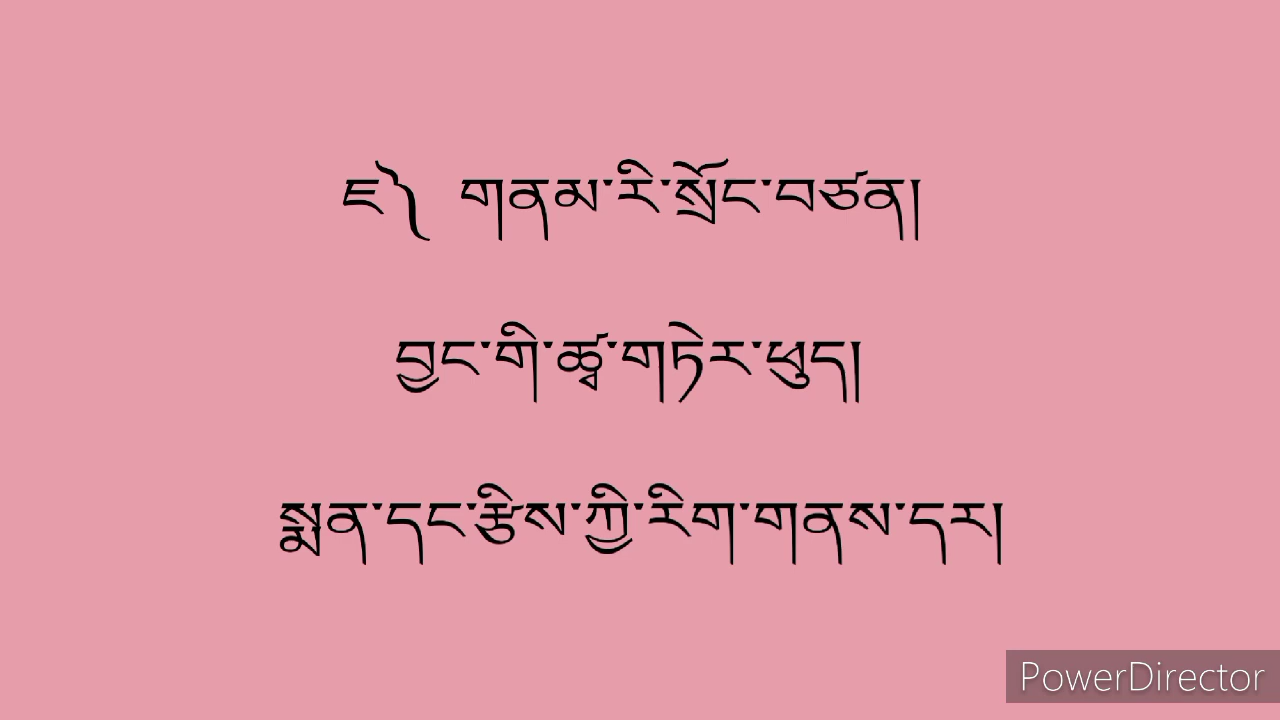 ཇ༽ གནམ་རི་སྲོང་བཙན།
བྱང་གི་ཚྭ་གཏེར་ཕུད།
སྨན་དང་རྩིས་ཀྱི་རིག་གནས་དར།
PowerDirector